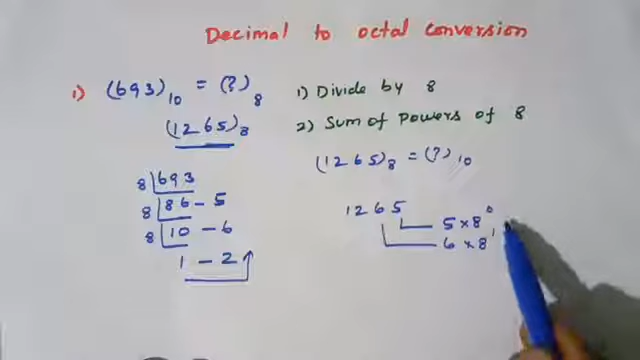 Decimal to octal conversion
1) (693)₁₀ = (?)₈
(1265)₈
8 693
8 86 - 5
8 10 - 6
1 - 2
1) Divide by 8
2) Sum of Powers of 8
(1265)₈ = (?)₁₀
1265
5 × 8⁰
6 × 8¹